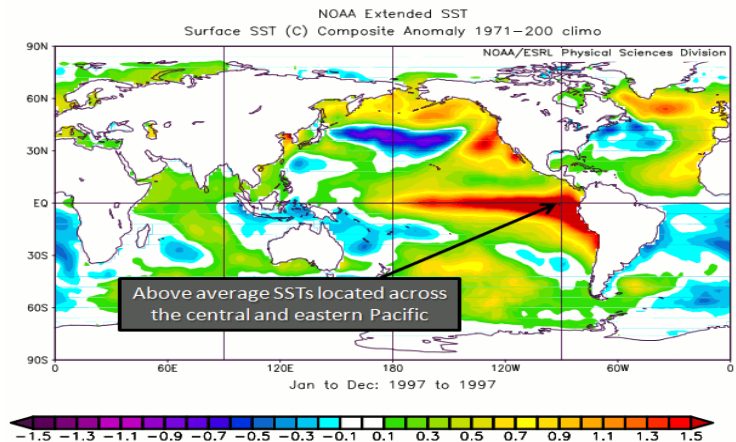 NOAA Extended SST
Surface SST (C) Composite Anomaly 1971-200 climo
NOAA/ESRL Physical Sciences Division
90N
60N
30N
EQ
30S
60S
90S
Above average SSTs located across
the central and eastern Pacific
0 60E 120E 180 120W 60W 0
Jan to Dec: 1997 to 1997
-1.5 -1.3 -1.1 -0.9 -0.7 -0.5 -0.3 -0.1 0.1 0.3 0.5 0.7 0.9 1.1 1.3 1.5